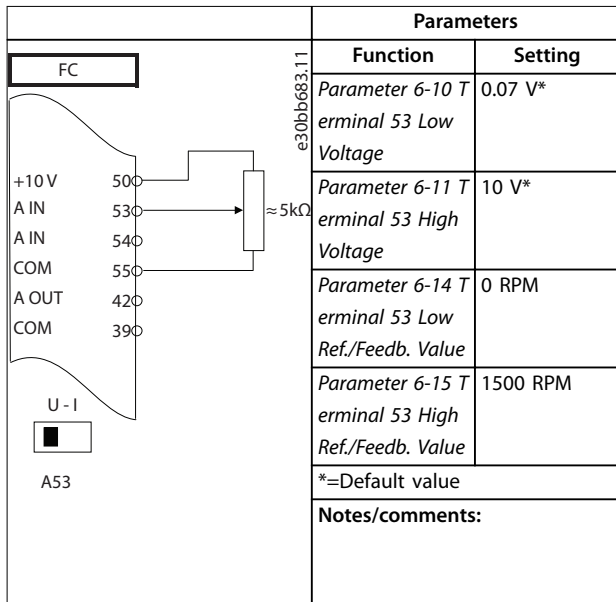 FC
e30bb683.11
+10 V 50
A IN 53
A IN 54
COM 55
A OUT 42
COM 39
≈5kΩ
U - I
A53
Parameters
Function Setting
Parameter 6-10 T 0.07 V*
erminal 53 Low
Voltage
Parameter 6-11 T 10 V*
erminal 53 High
Voltage
Parameter 6-14 T 0 RPM
erminal 53 Low
Ref./Feedb. Value
Parameter 6-15 T 1500 RPM
erminal 53 High
Ref./Feedb. Value
*=Default value
Notes/comments: